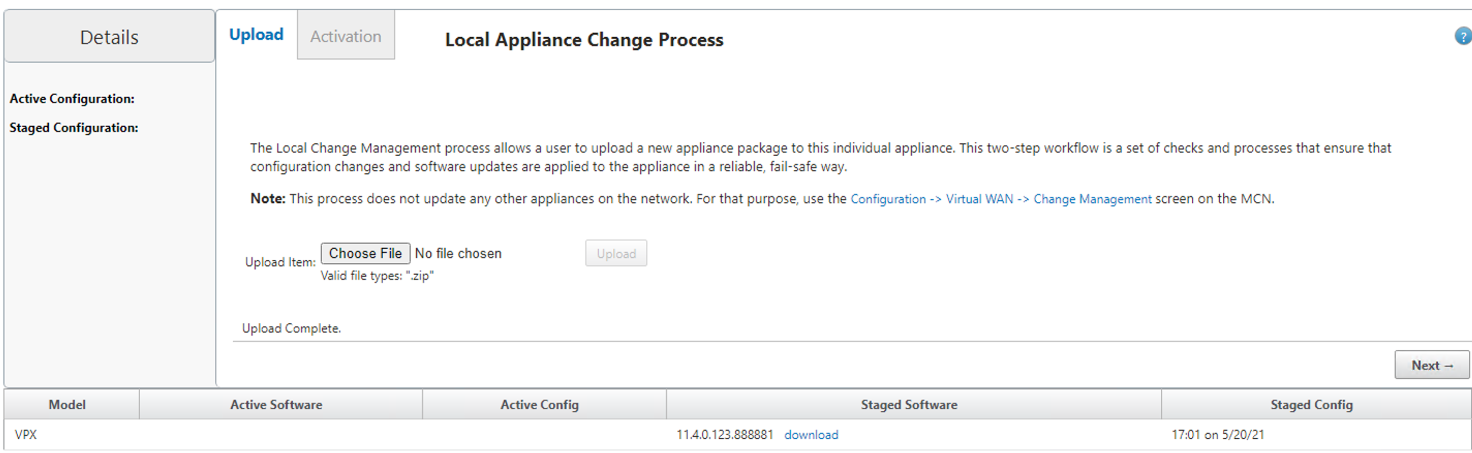 Details
Upload
Activation
Local Appliance Change Process
?
Active Configuration:
Staged Configuration:
The Local Change Management process allows a user to upload a new appliance package to this individual appliance. This two-step workflow is a set of checks and processes that ensure that
configuration changes and software updates are applied to the appliance in a reliable, fail-safe way.
Note: This process does not update any other appliances on the network. For that purpose, use the Configuration -> Virtual WAN -> Change Management screen on the MCN.
Upload Item: Choose File No file chosen Upload
Valid file types: ".zip"
Upload Complete.
Next →
Model Active Software Active Config Staged Software Staged Config
VPX 11.4.0.123.888881 download 17:01 on 5/20/21